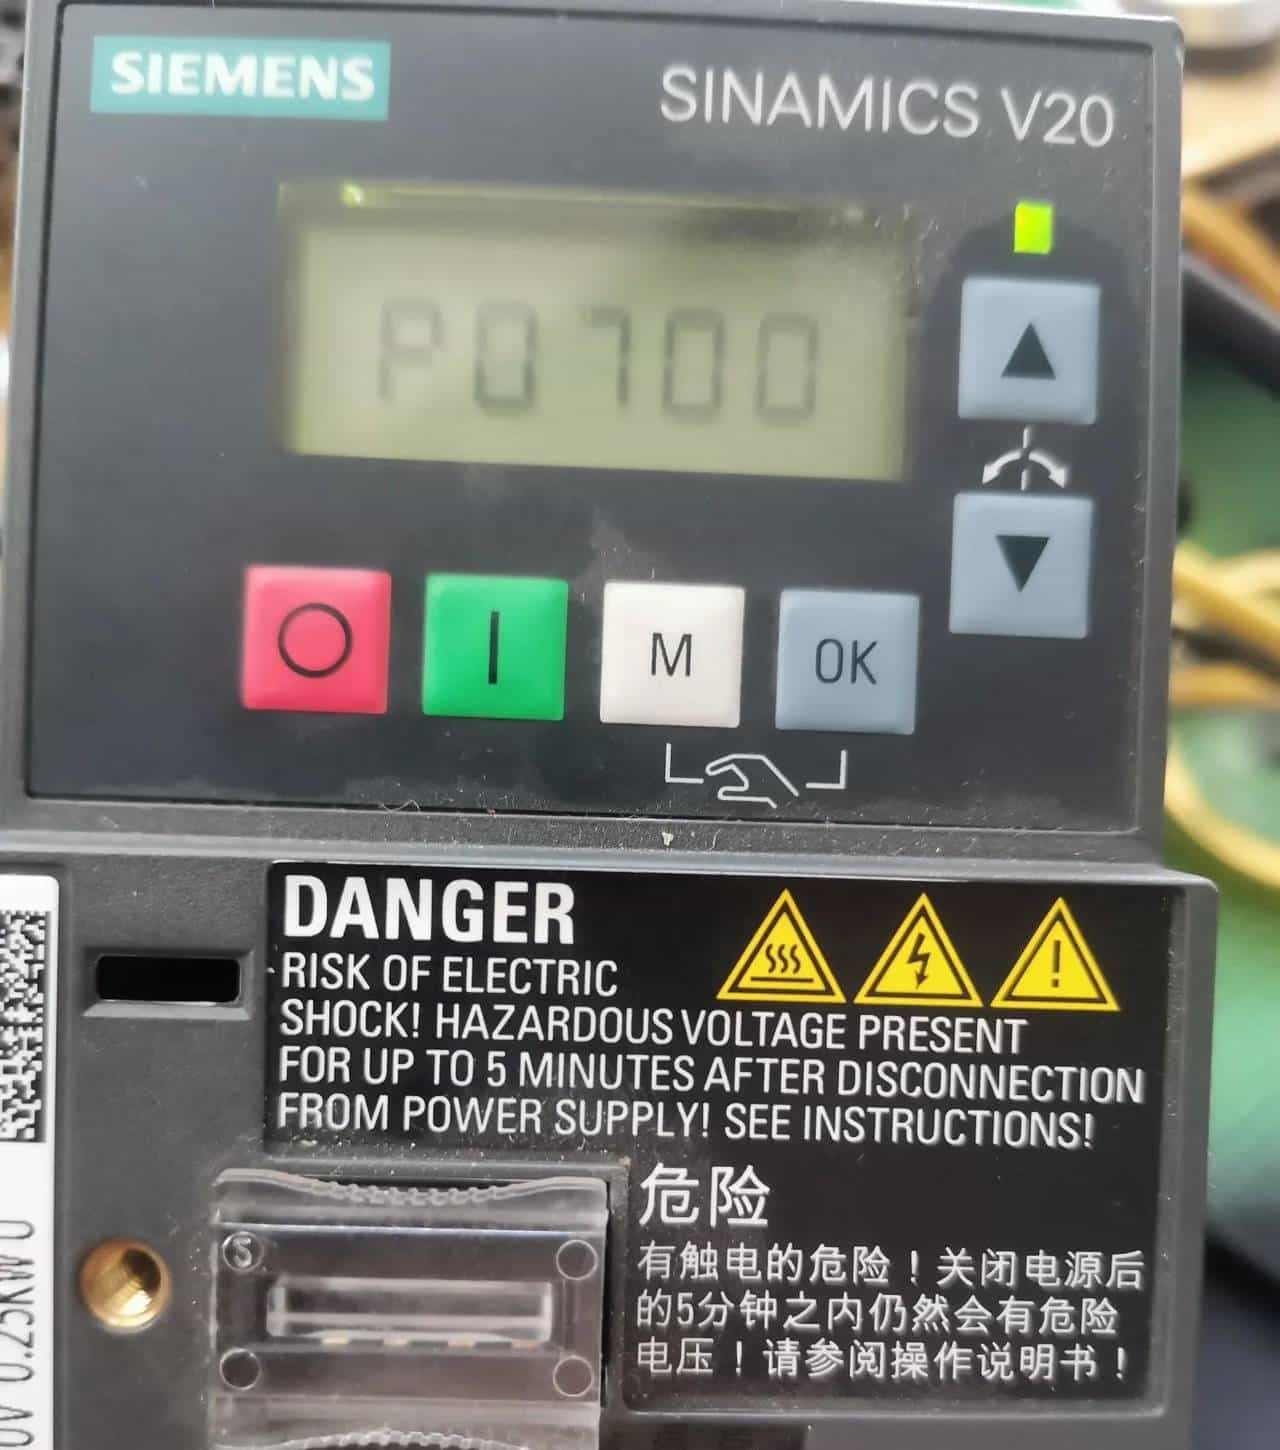 SIEMENS
SINAMICS V20
P0700
M
OK
DANGER
RISK OF ELECTRIC
SHOCK! HAZARDOUS VOLTAGE PRESENT
FOR UP TO 5 MINUTES AFTER DISCONNECTION
FROM POWER SUPPLY! SEE INSTRUCTIONS!
危险
有触电的危险！关闭电源后
的5分钟之内仍然会有危险
电压！请参阅操作说明书！
0V 0.25KW